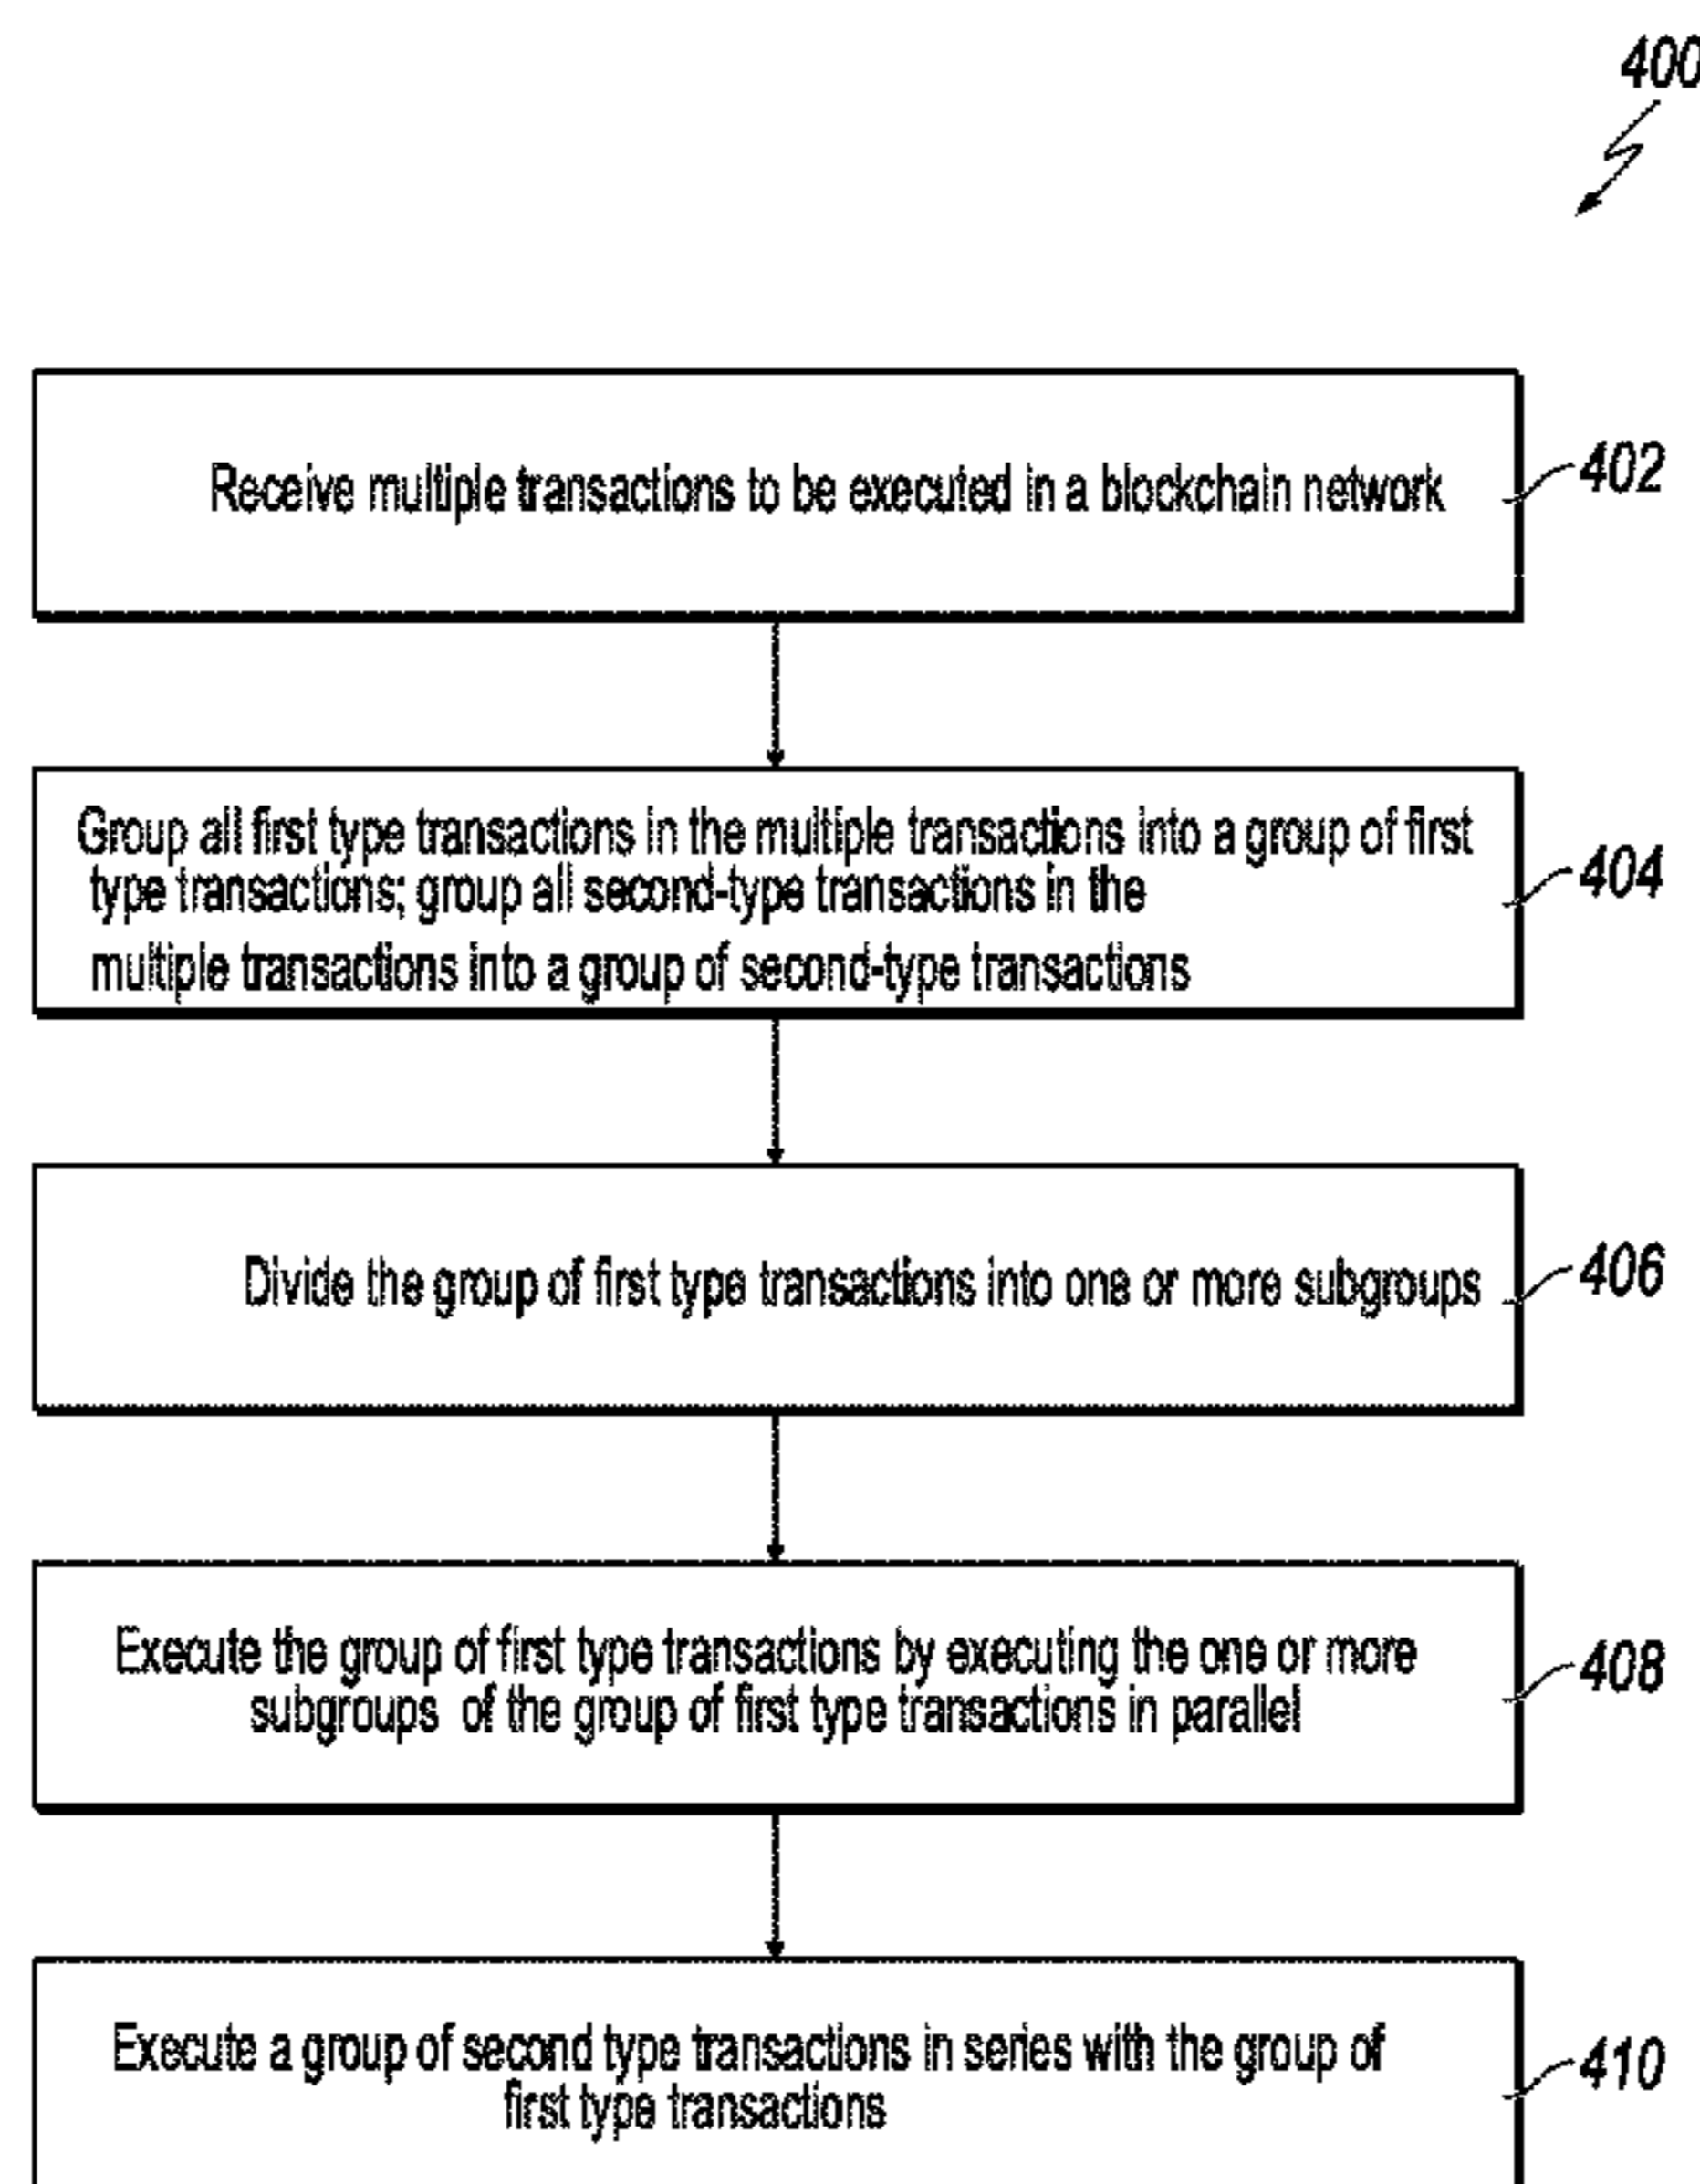 400
Receive multiple transactions to be executed in a blockchain network
402
Group all first type transactions in the multiple transactions into a group of first
type transactions; group all second-type transactions in the
multiple transactions into a group of second-type transactions
404
Divide the group of first type transactions into one or more subgroups
406
Execute the group of first type transactions by executing the one or more
subgroups of the group of first type transactions in parallel
408
Execute a group of second type transactions in series with the group of
first type transactions
410